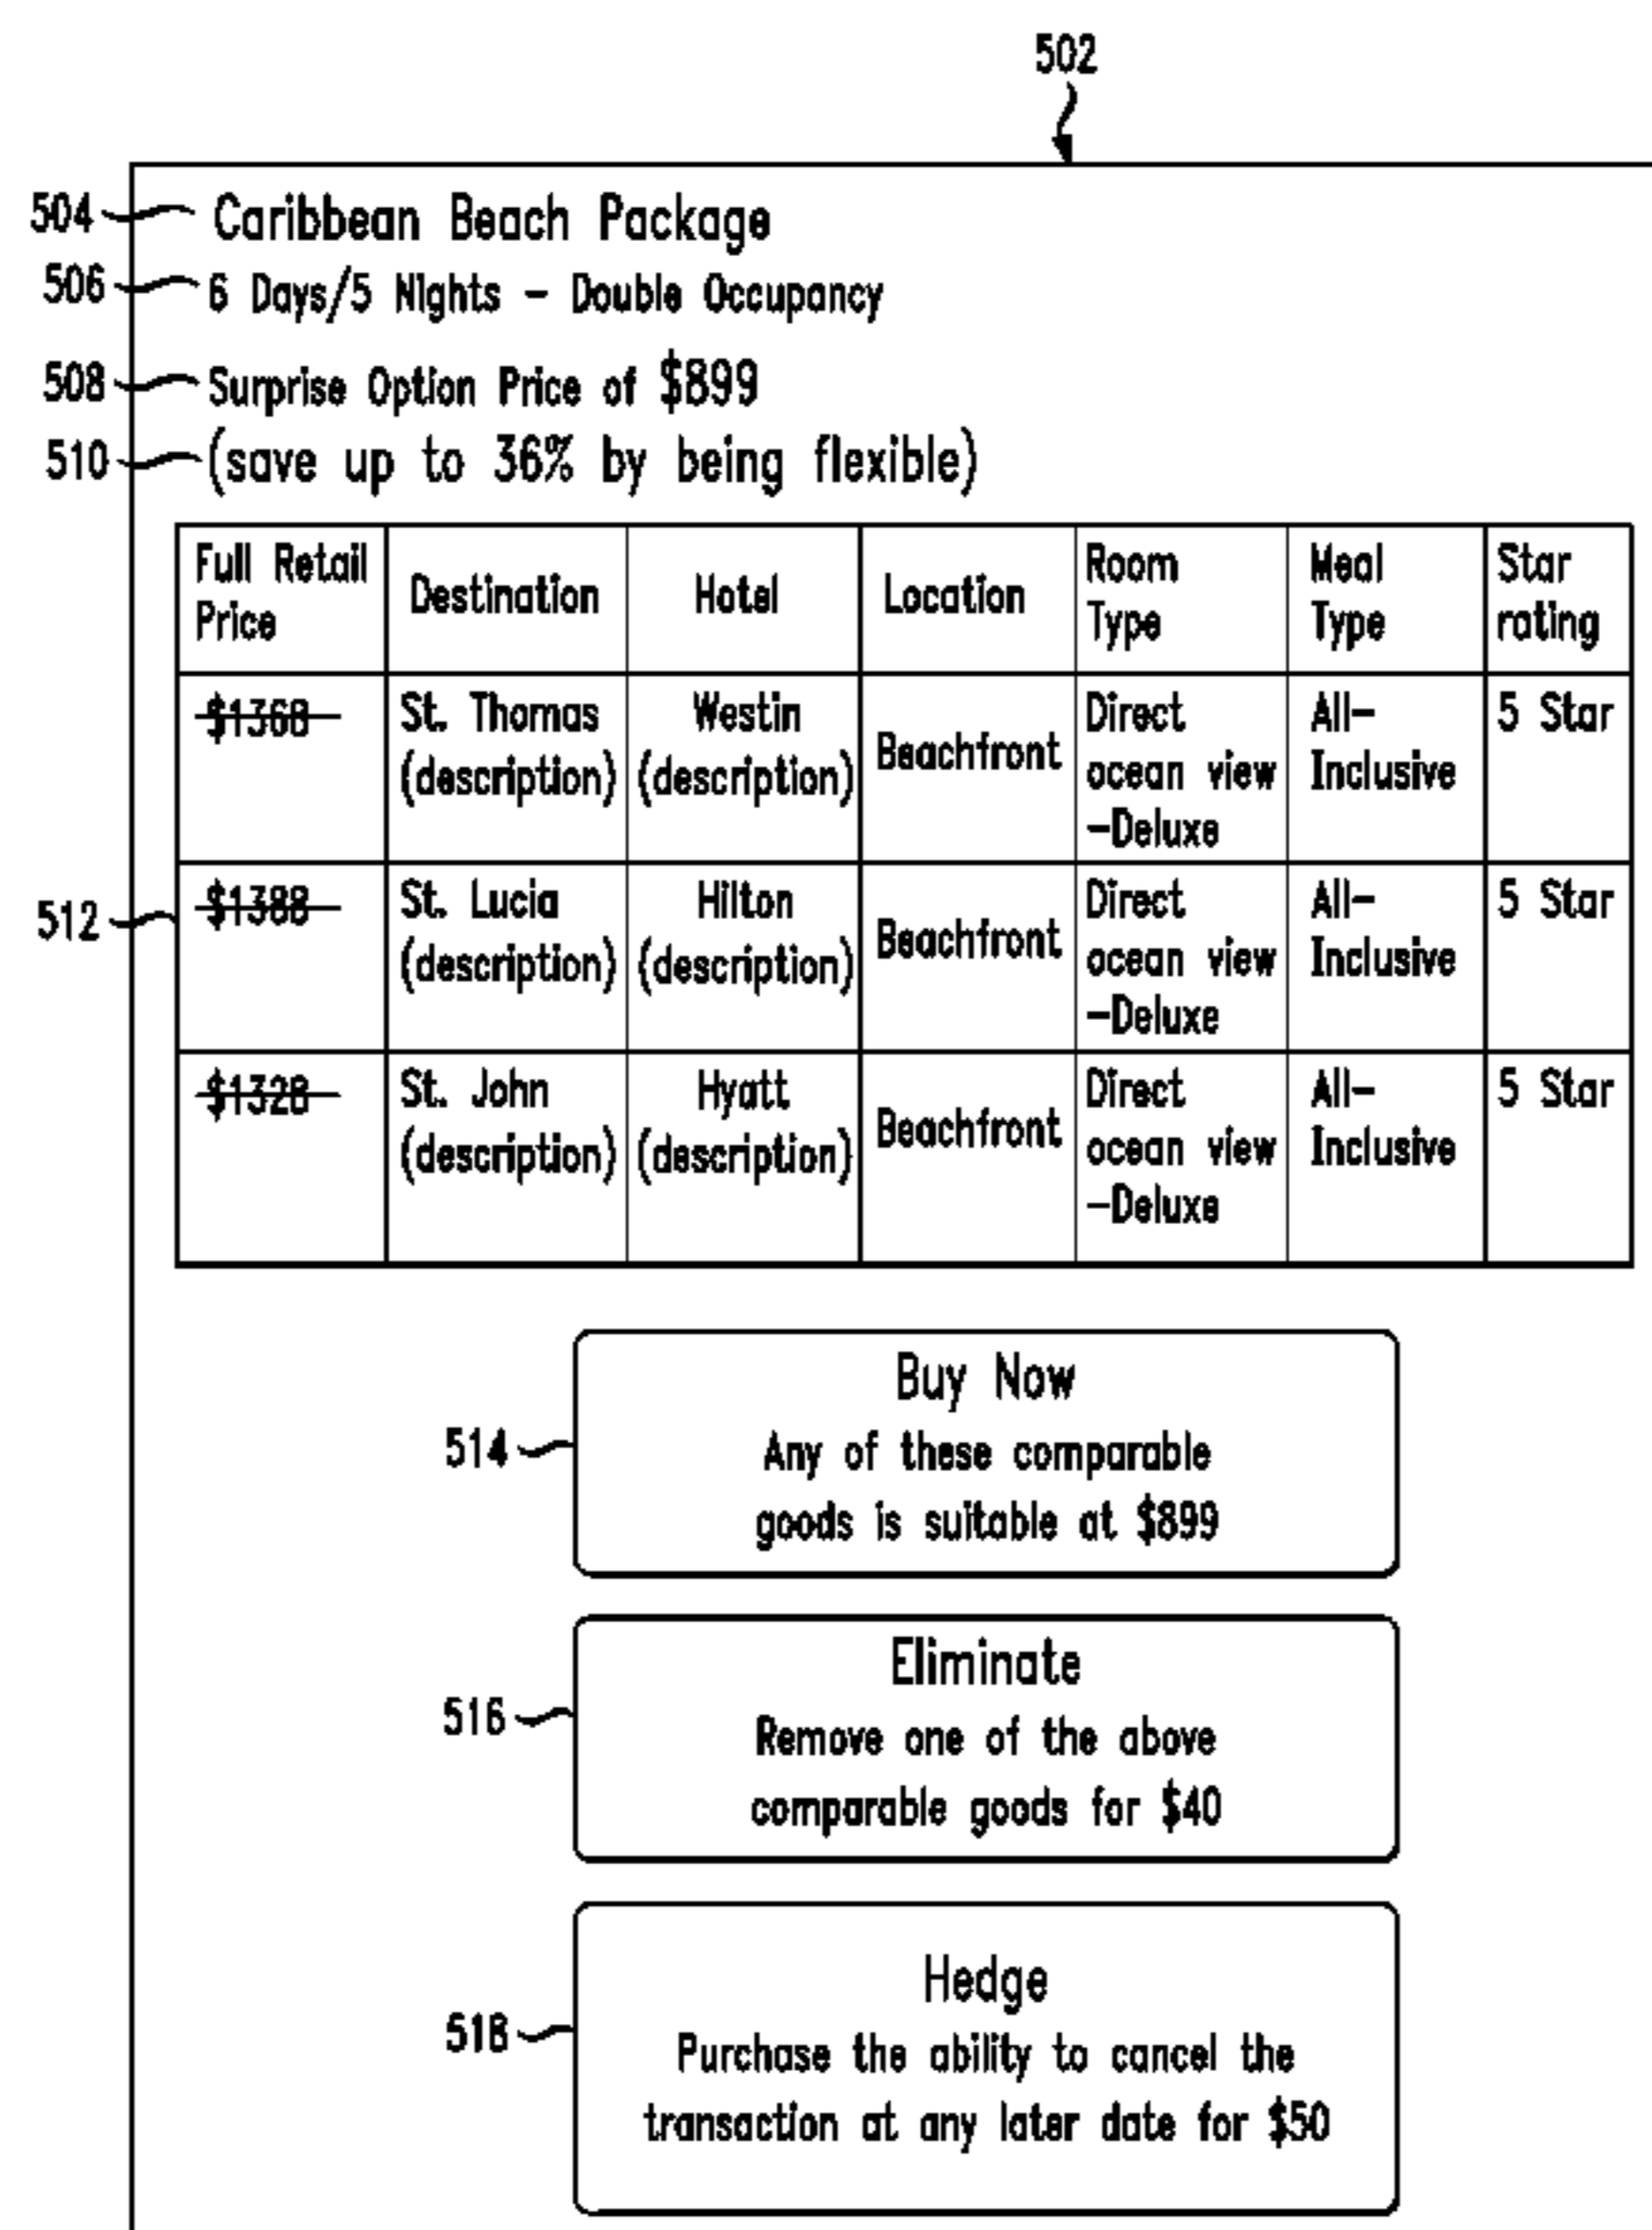 502
504 Caribbean Beach Package
506 6 Days/5 Nights - Double Occupancy
508 Surprise Option Price of $899
510 (save up to 36% by being flexible)
Full Retail Price Destination Hotel Location Room Type Meal Type Star rating
$1368 St. Thomas (description) Westin (description) Beachfront Direct ocean view -Deluxe All-Inclusive 5 Star
512 $1388 St. Lucia (description) Hilton (description) Beachfront Direct ocean view -Deluxe All-Inclusive 5 Star
$1328 St. John (description) Hyatt (description) Beachfront Direct ocean view -Deluxe All-Inclusive 5 Star
Buy Now
514 Any of these comparable
goods is suitable at $899
Eliminate
516 Remove one of the above
comparable goods for $40
Hedge
518 Purchase the ability to cancel the
transaction at any later date for $50